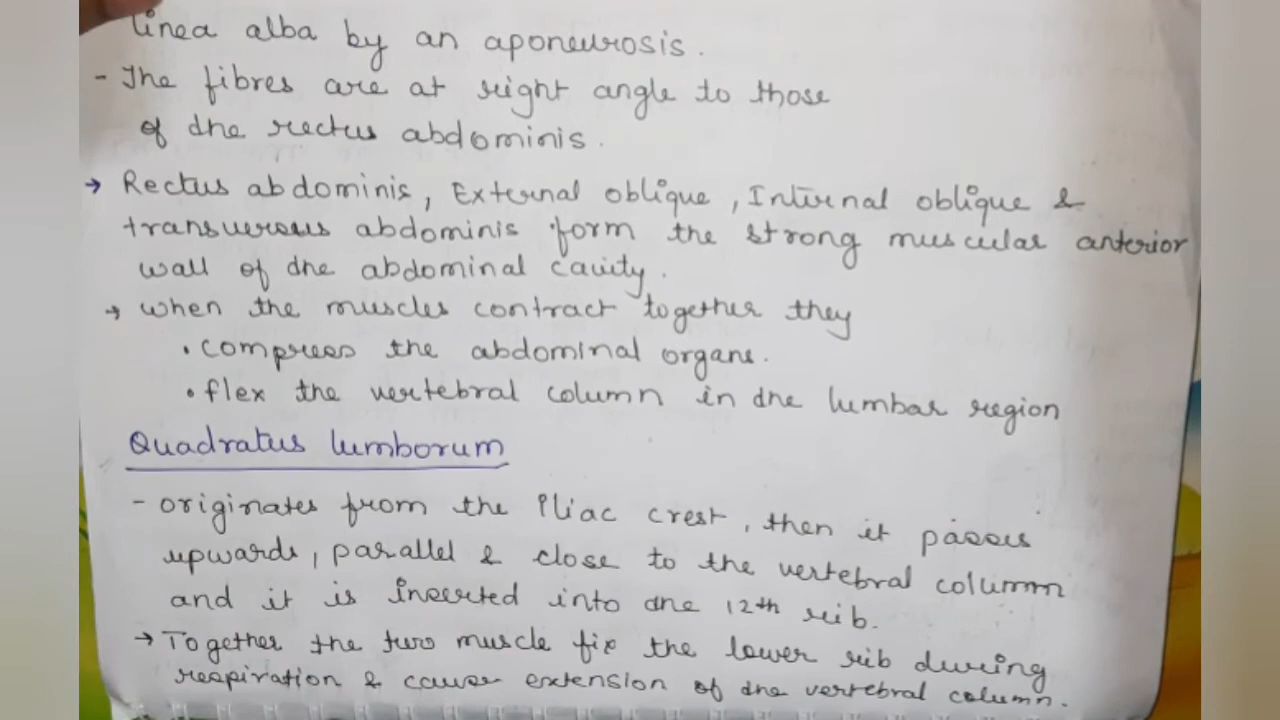 linea alba by an aponeurosis.
- The fibres are at right angle to those
of the rectus abdominis.
→ Rectus abdominis, External oblique, Internal oblique &
transverous abdominis form the strong muscular anterior
wall of the abdominal cavity.
→ when the muscles contract together they
• compress the abdominal organs.
• flex the vertebral column in the lumbar region
Quadratus lumborum
- originates from the iliac crest, then it passes
upwards, parallel & close to the vertebral column
and it is inserted into the 12th rib.
→ Together the two muscle fix the lower rib during
respiration & cause extension of the vertebral column.